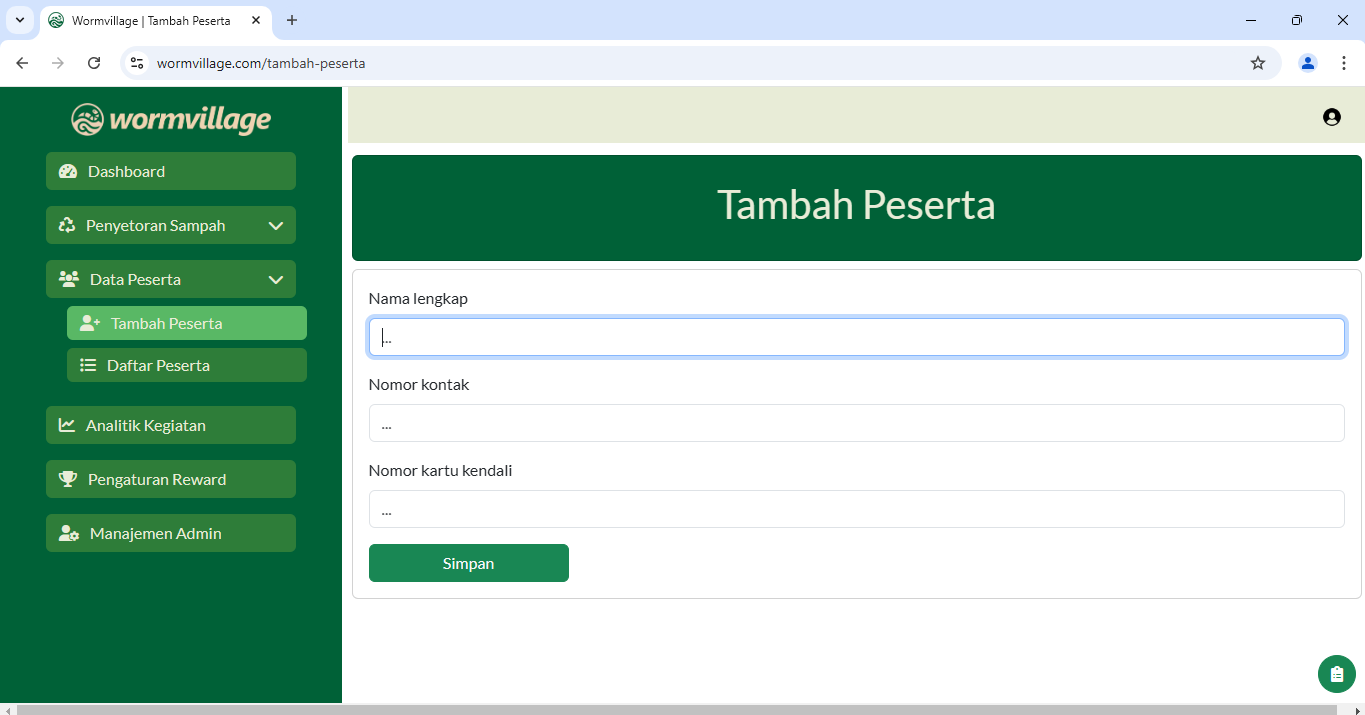 Wormvillage | Tambah Peserta
wormvillage.com/tambah-peserta
wormvillage
Dashboard
Penyetoran Sampah
Data Peserta
Tambah Peserta
Daftar Peserta
Analitik Kegiatan
Pengaturan Reward
Manajemen Admin
Tambah Peserta
Nama lengkap
...
Nomor kontak
...
Nomor kartu kendali
...
Simpan